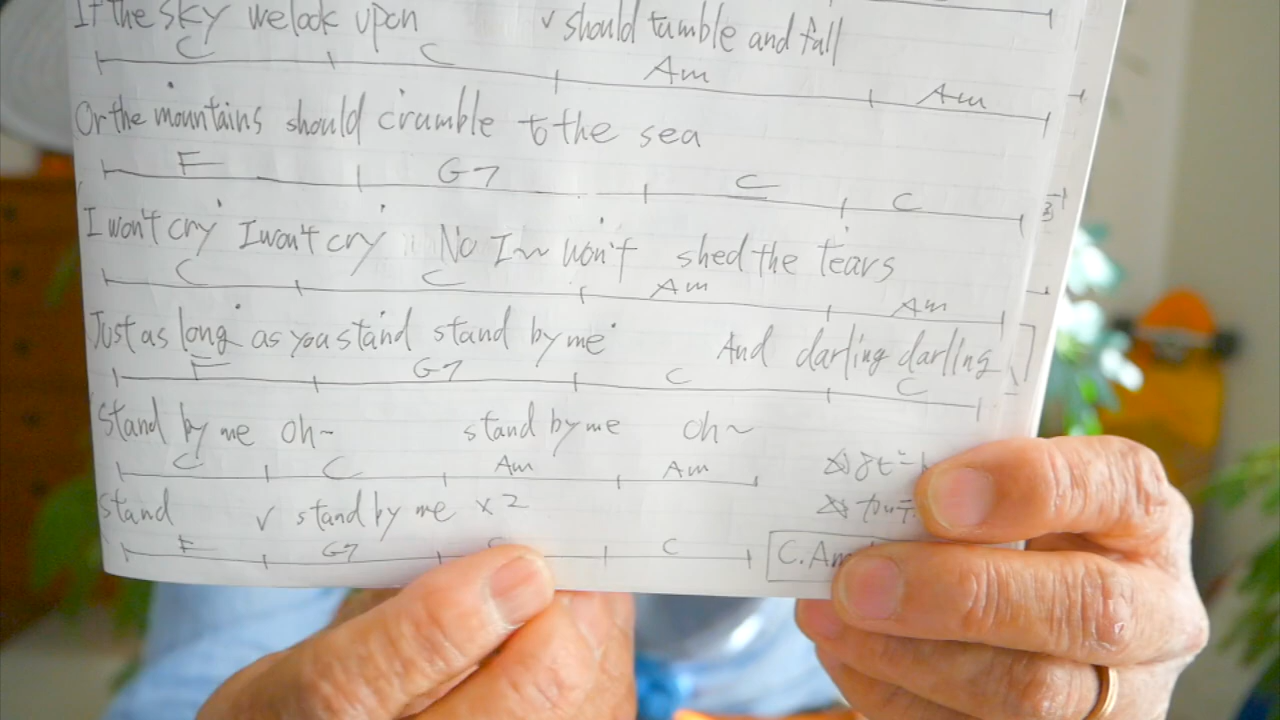 If the sky we look upon ✓ should tumble and fall
C C Am Am
Or the mountains should crumble to the sea
F G7 C C
I won't cry I won't cry No I~ won't shed the tears
C C Am Am
Just as long as you stand stand by me And darling darling
F G7 C C
stand by me oh~ stand by me oh~
C C Am Am
stand ✓ stand by me x2
F G7 C C
C.Am